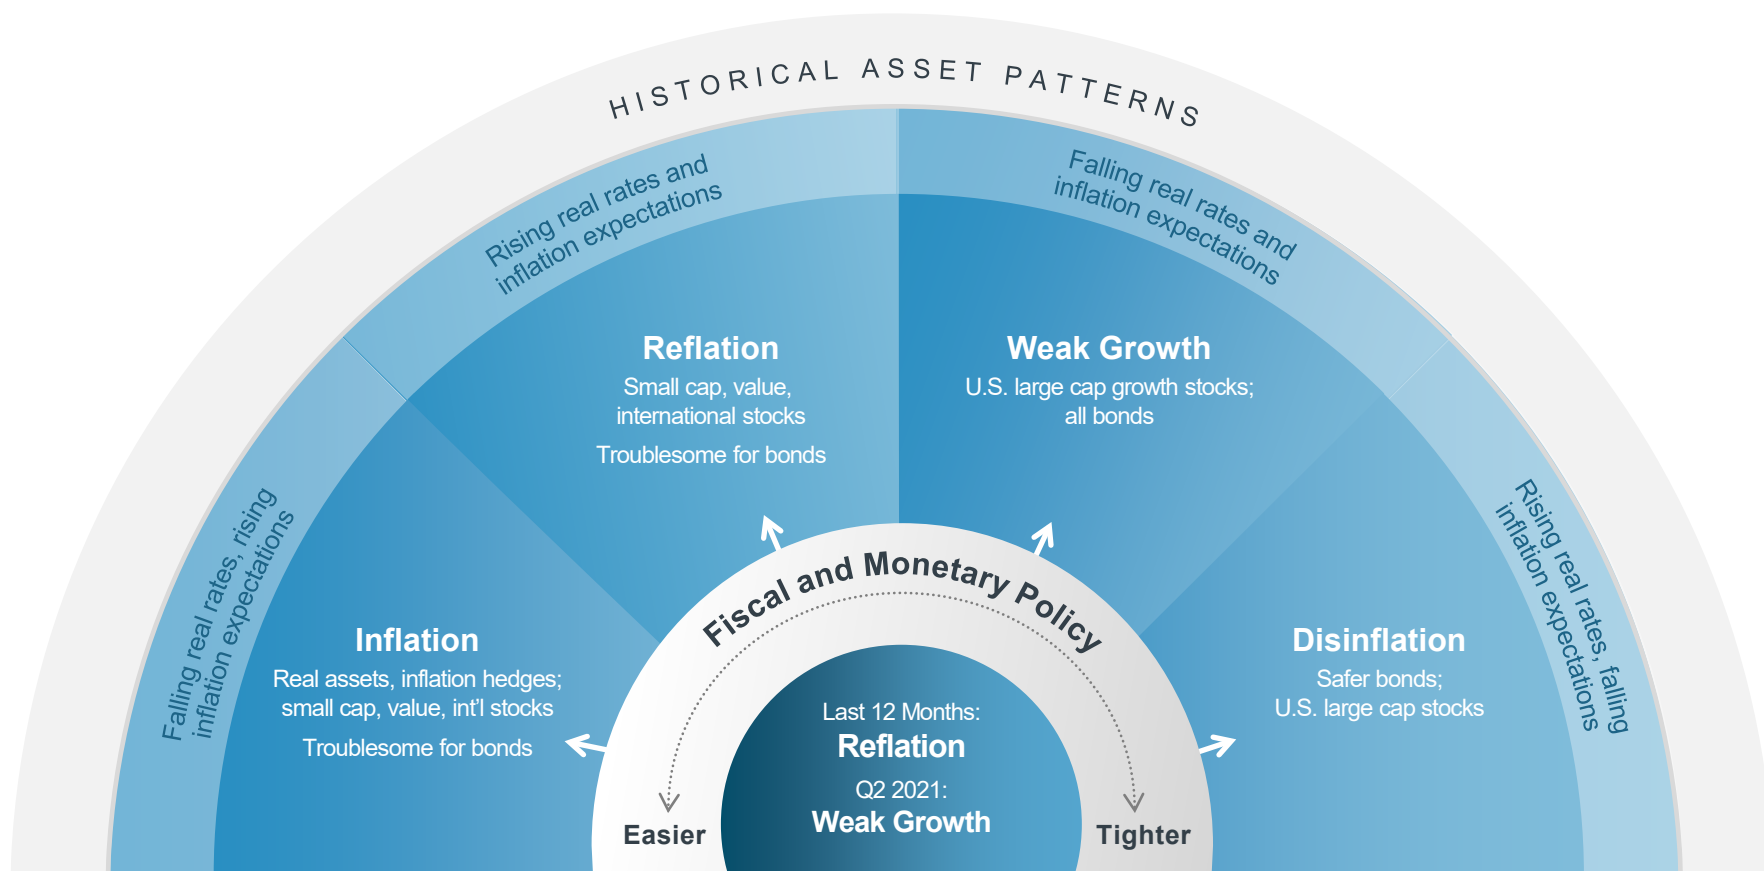 HISTORICAL ASSET PATTERNS
Falling real rates, rising
inflation expectations
Rising real rates and
inflation expectations
Falling real rates and
inflation expectations
Rising real rates, falling
inflation expectations
Reflation
Small cap, value,
international stocks
Troublesome for bonds
Weak Growth
U.S. large cap growth stocks;
all bonds
Inflation
Real assets, inflation hedges;
small cap, value, int'l stocks
Troublesome for bonds
Disinflation
Safer bonds;
U.S. large cap stocks
Fiscal and Monetary Policy
Easier
Tighter
Last 12 Months:
Reflation
Q2 2021:
Weak Growth